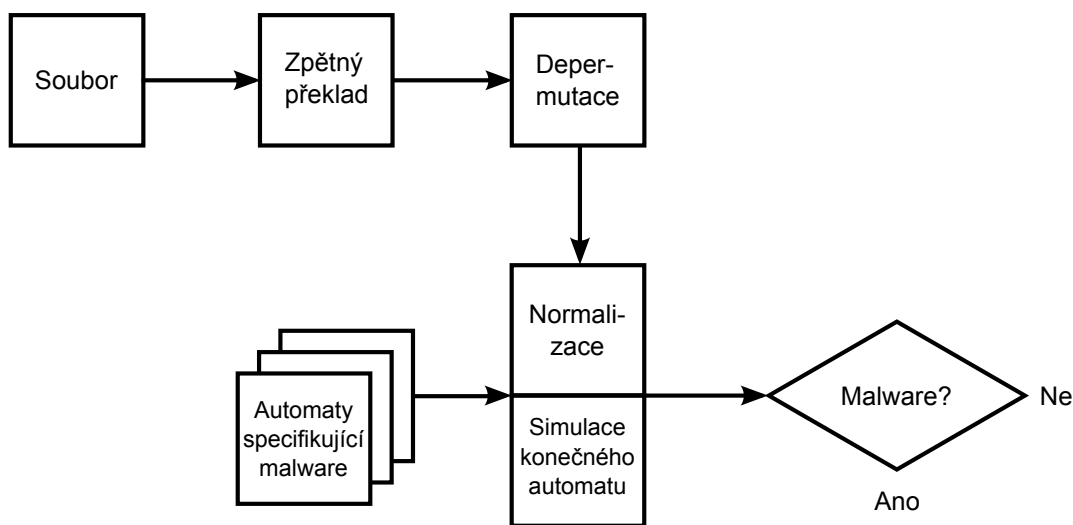 Soubor
Zpětný
překlad
Deper-
mutace
Normali-
zace
Automaty
specifikující
malware
Simulace
konečného
automatu
Malware?
Ne
Ano